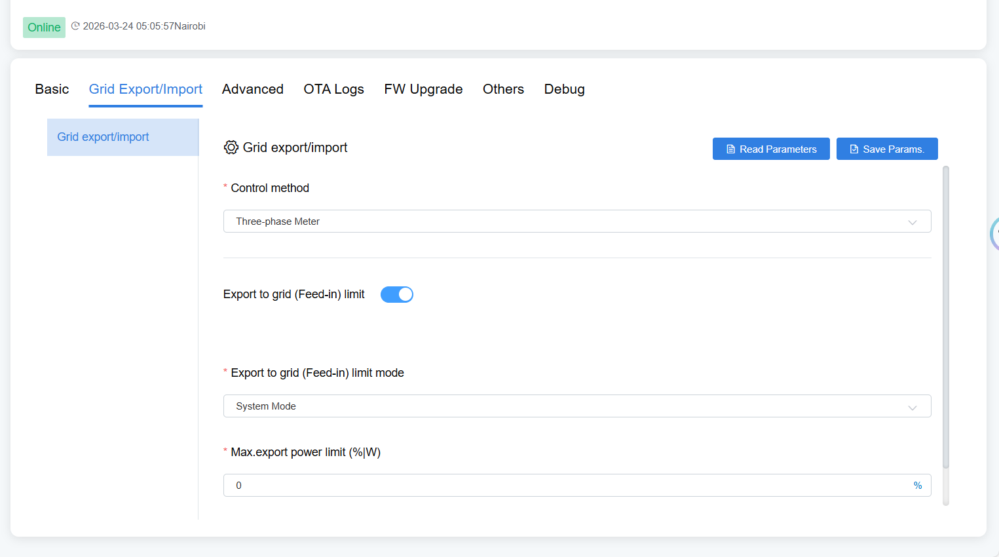 Online 2026-03-24 05:05:57Nairobi
Basic Grid Export/Import Advanced OTA Logs FW Upgrade Others Debug
Grid export/import
Grid export/import
Read Parameters Save Params.
* Control method
Three-phase Meter
Export to grid (Feed-in) limit
* Export to grid (Feed-in) limit mode
System Mode
* Max.export power limit (%|W)
0 %